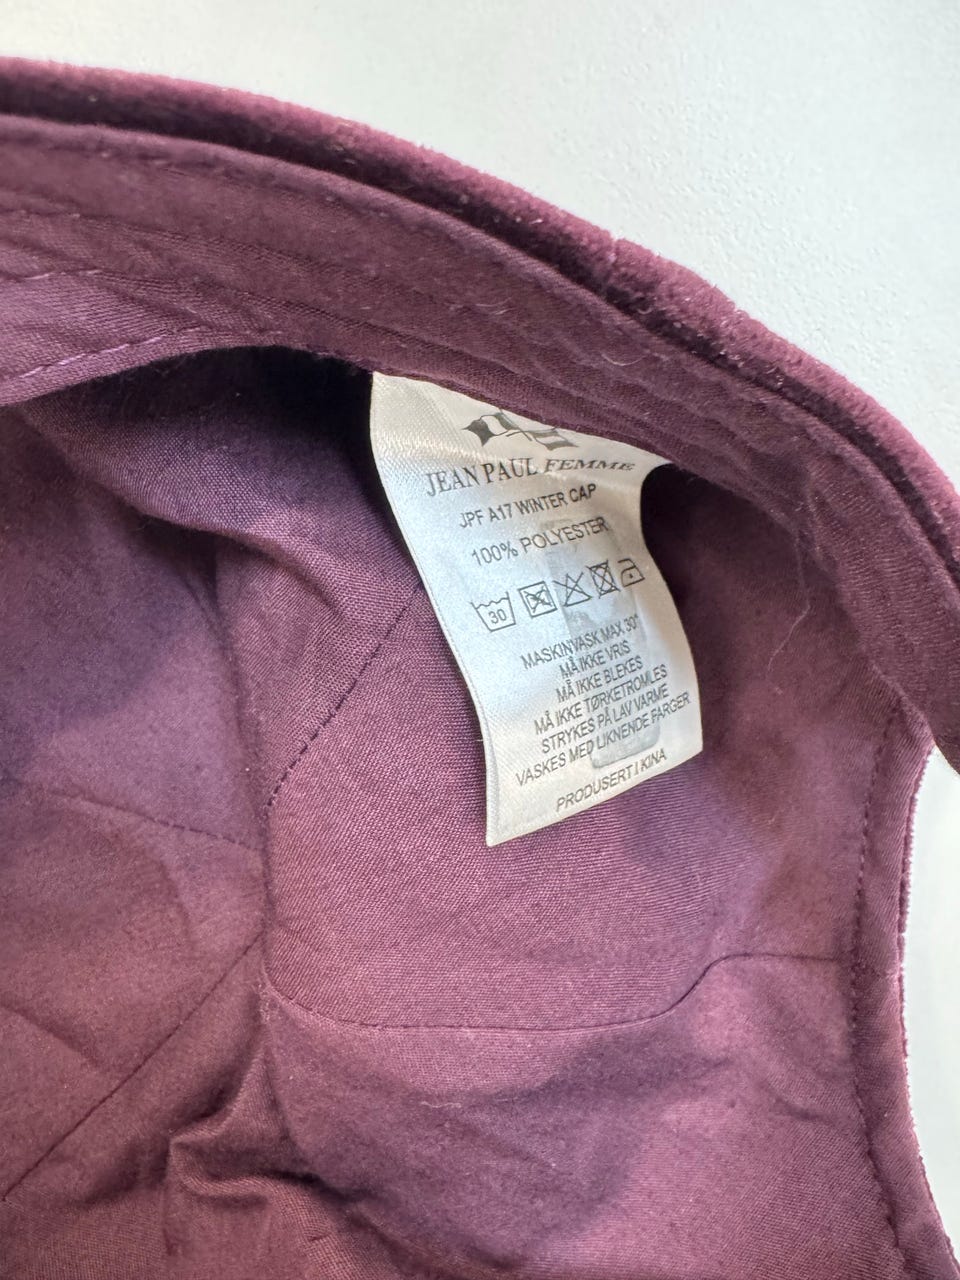 JEAN PAUL FEMME
JPF A17 WINTER CAP
100% POLYESTER
30
MASKINVASK MAX 30°
MÅ IKKE VRIS
MÅ IKKE BLEKES
MÅ IKKE TØRKETROMLES
STRYKES PÅ LAV VARME
VASKES MED LIKNENDE FARGER
PRODUSERT I KINA